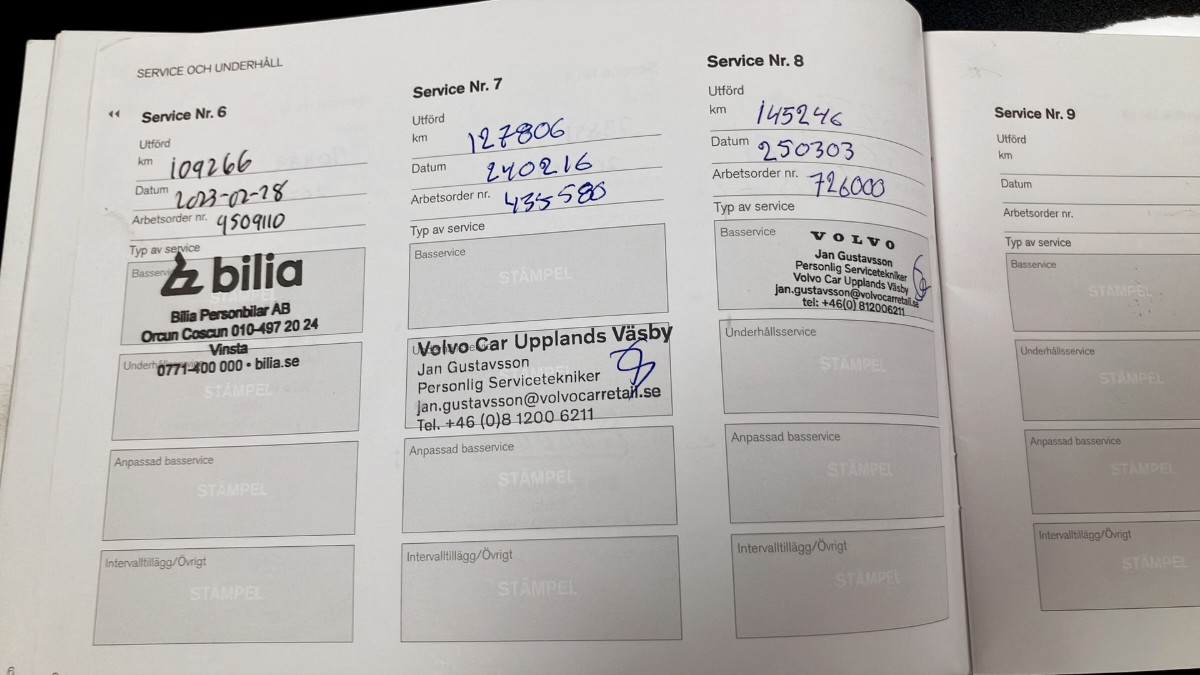 SERVICE OCH UNDERHÅLL
Service Nr. 6
Utförd
km 109266
Datum 2023-02-28
Arbetsorder nr. 9509110
Typ av service
Basservice
STÄMPEL
bilia
Bilia Personbilar AB
Orcun Coscun 010-497 20 24
Vinsta
0771-400 000 • bilia.se
Underhållsservice
STÄMPEL
Anpassad basservice
STÄMPEL
Intervalltillägg/Övrigt
STÄMPEL
Service Nr. 7
Utförd
km 127806
Datum 240216
Arbetsorder nr. 435580
Typ av service
Basservice
STÄMPEL
Volvo Car Upplands Väsby
Jan Gustavsson
Personlig Servicetekniker
jan.gustavsson@volvocarretail.se
Tel. +46 (0)8 1200 6211
Anpassad basservice
STÄMPEL
Intervalltillägg/Övrigt
STÄMPEL
Service Nr. 8
Utförd
km 145246
Datum 250303
Arbetsorder nr. 726000
Typ av service
Basservice
VOLVO
Jan Gustavsson
Personlig Servicetekniker
Volvo Car Upplands Väsby
jan.gustavsson@volvocarretail.se
tel: +46(0) 812006211
Underhållsservice
STÄMPEL
Anpassad basservice
STÄMPEL
Intervalltillägg/Övrigt
STÄMPEL
Service Nr. 9
Utförd
km
Datum
Arbetsorder nr.
Typ av service
Basservice
STÄMPEL
Underhållsservice
STÄMPEL
Anpassad basservice
STÄMPEL
Intervalltillägg/Övrigt
STÄMPEL
6